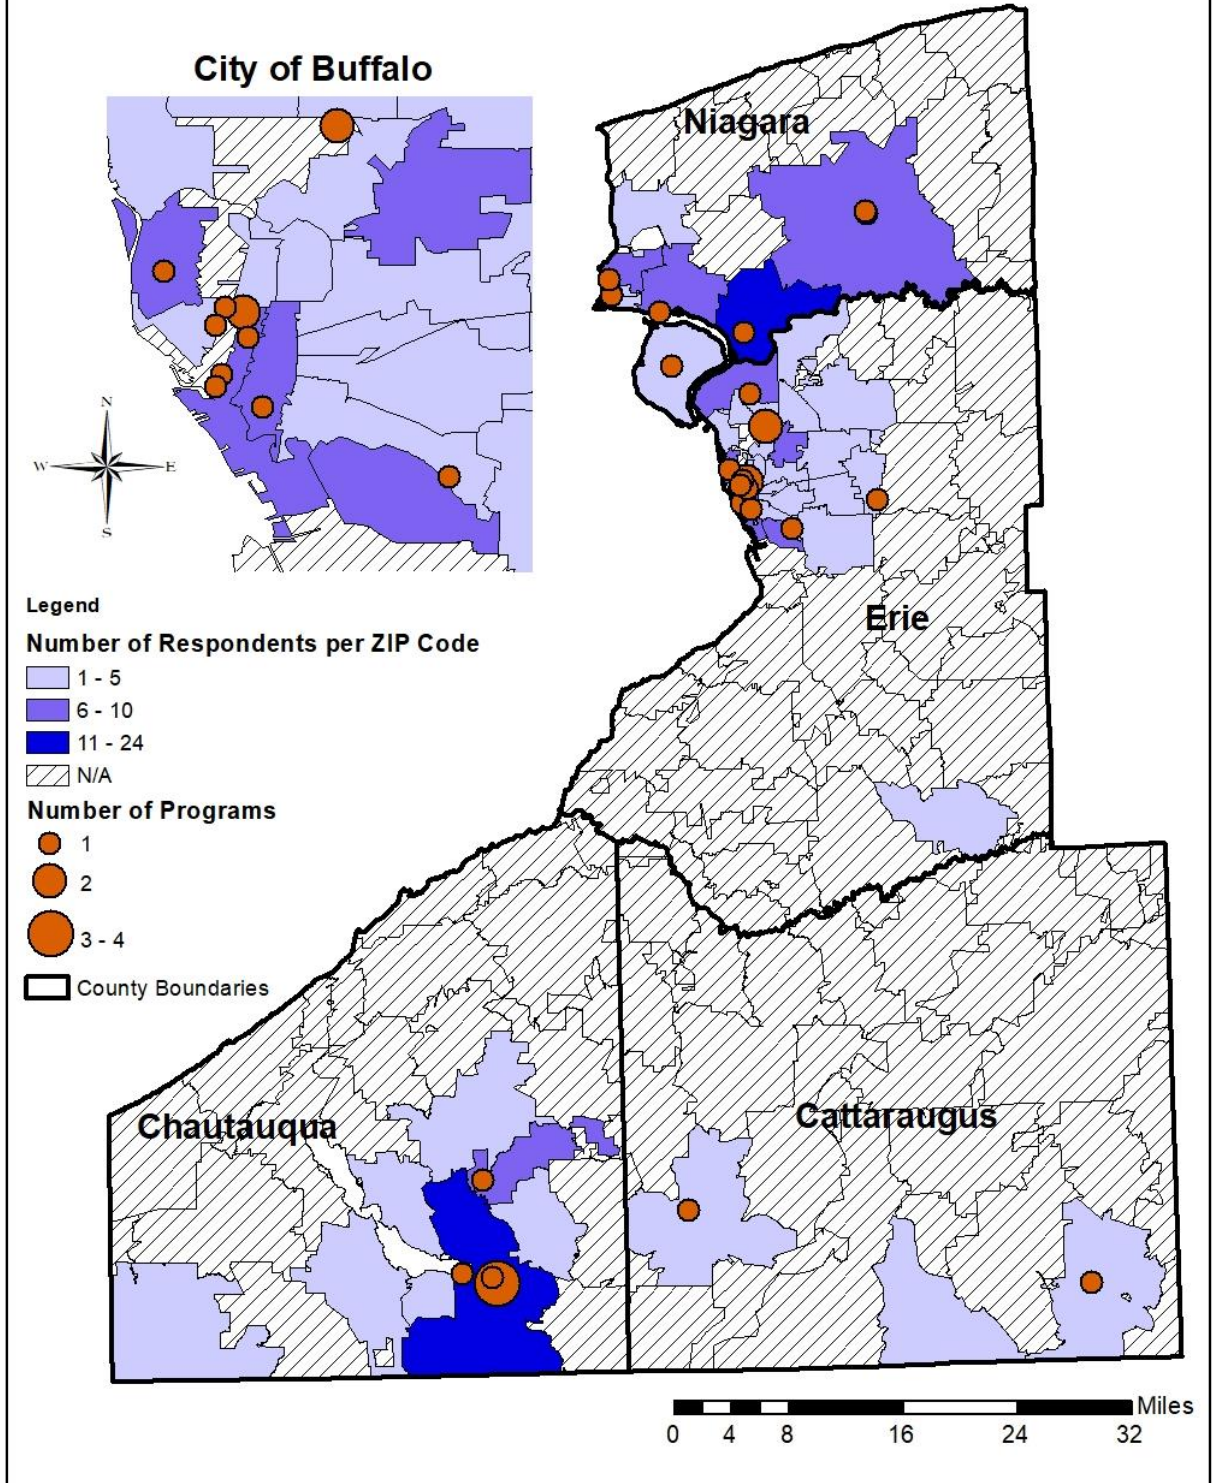 City of Buffalo
Niagara
N
W E
S
Legend
Number of Respondents per ZIP Code
1 - 5
6 - 10
11 - 24
N/A
Number of Programs
1
2
3 - 4
County Boundaries
Erie
Chautauqua
Cattaraugus
Miles
0 4 8 16 24 32